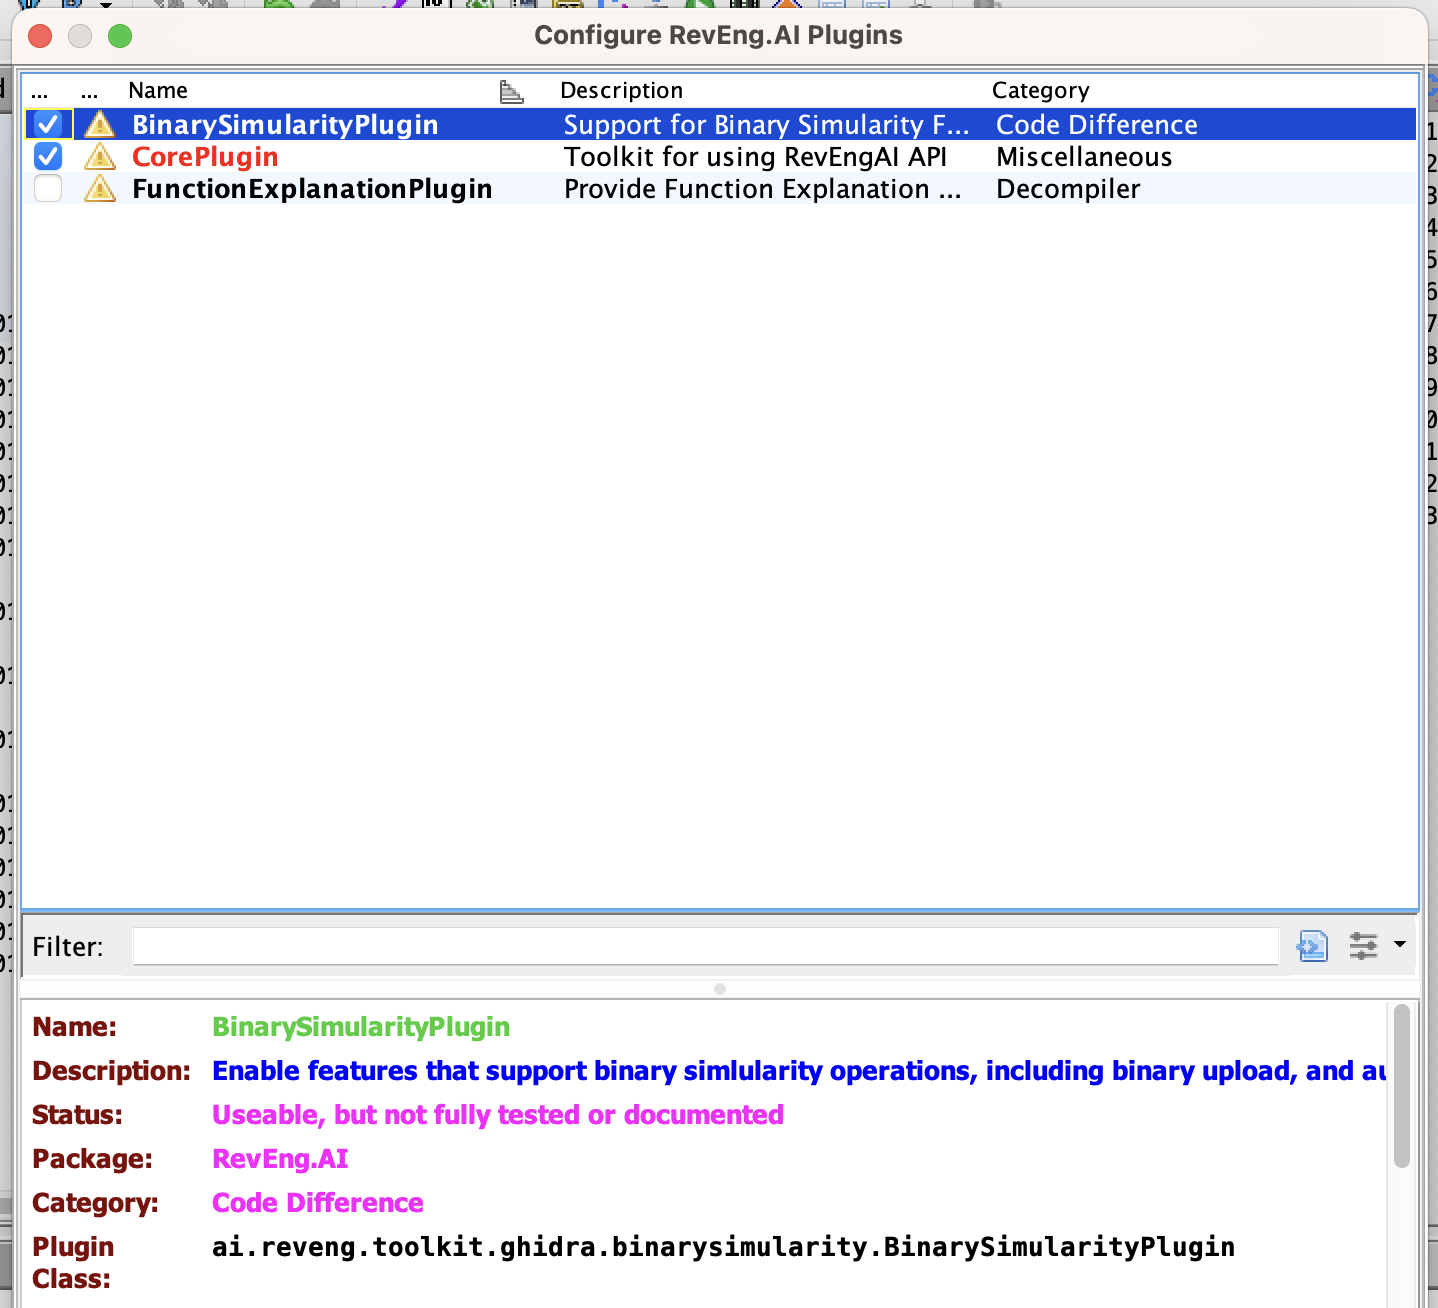 Configure RevEng.AI Plugins
... ... Name Description Category
BinarySimularityPlugin Support for Binary Simularity F... Code Difference
CorePlugin Toolkit for using RevEngAI API Miscellaneous
FunctionExplanationPlugin Provide Function Explanation ... Decompiler
Filter:
Name: BinarySimularityPlugin
Description: Enable features that support binary simlularity operations, including binary upload, and au
Status: Useable, but not fully tested or documented
Package: RevEng.AI
Category: Code Difference
Plugin Class: ai.reveng.toolkit.ghidra.binarysimularity.BinarySimularityPlugin